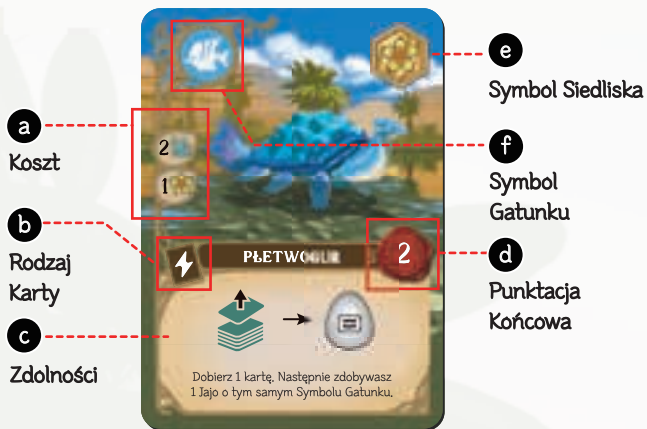 a
Koszt
b
Rodzaj
Karty
c
Zdolności
2
1
PŁETWOGUR
2
Dobierz 1 kartę. Następnie zdobywasz
1 Jajo o tym samym Symbolu Gatunku.
e
Symbol Siedliska
f
Symbol
Gatunku
d
Punktacja
Końcowa